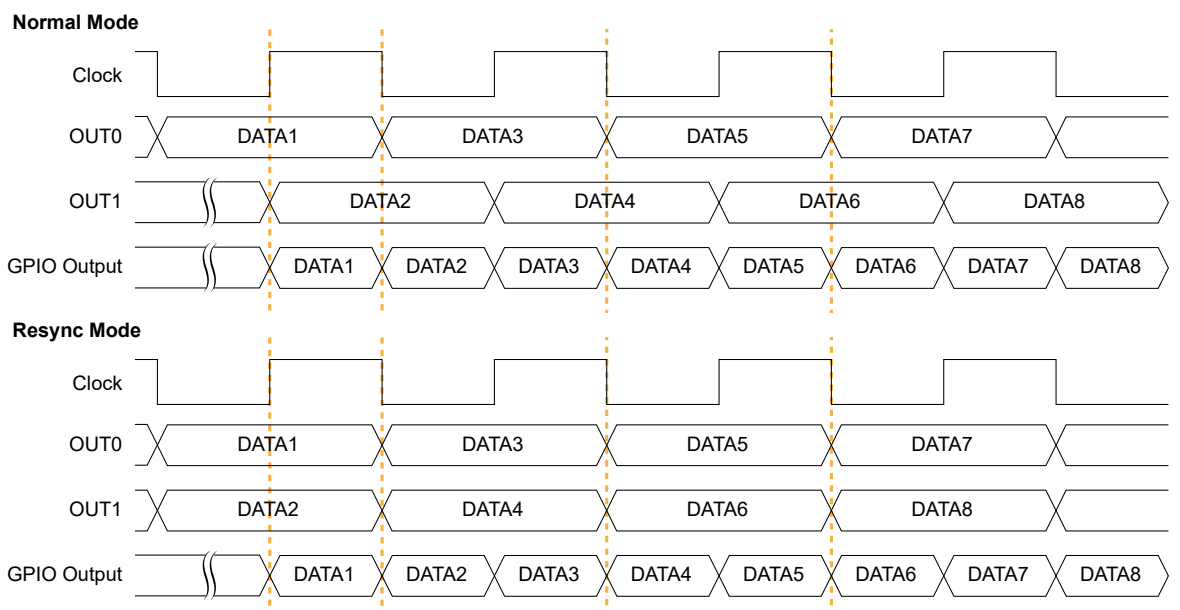 Normal Mode
Clock
OUT0 DATA1 DATA3 DATA5 DATA7
OUT1 DATA2 DATA4 DATA6 DATA8
GPIO Output DATA1 DATA2 DATA3 DATA4 DATA5 DATA6 DATA7 DATA8
Resync Mode
Clock
OUT0 DATA1 DATA3 DATA5 DATA7
OUT1 DATA2 DATA4 DATA6 DATA8
GPIO Output DATA1 DATA2 DATA3 DATA4 DATA5 DATA6 DATA7 DATA8